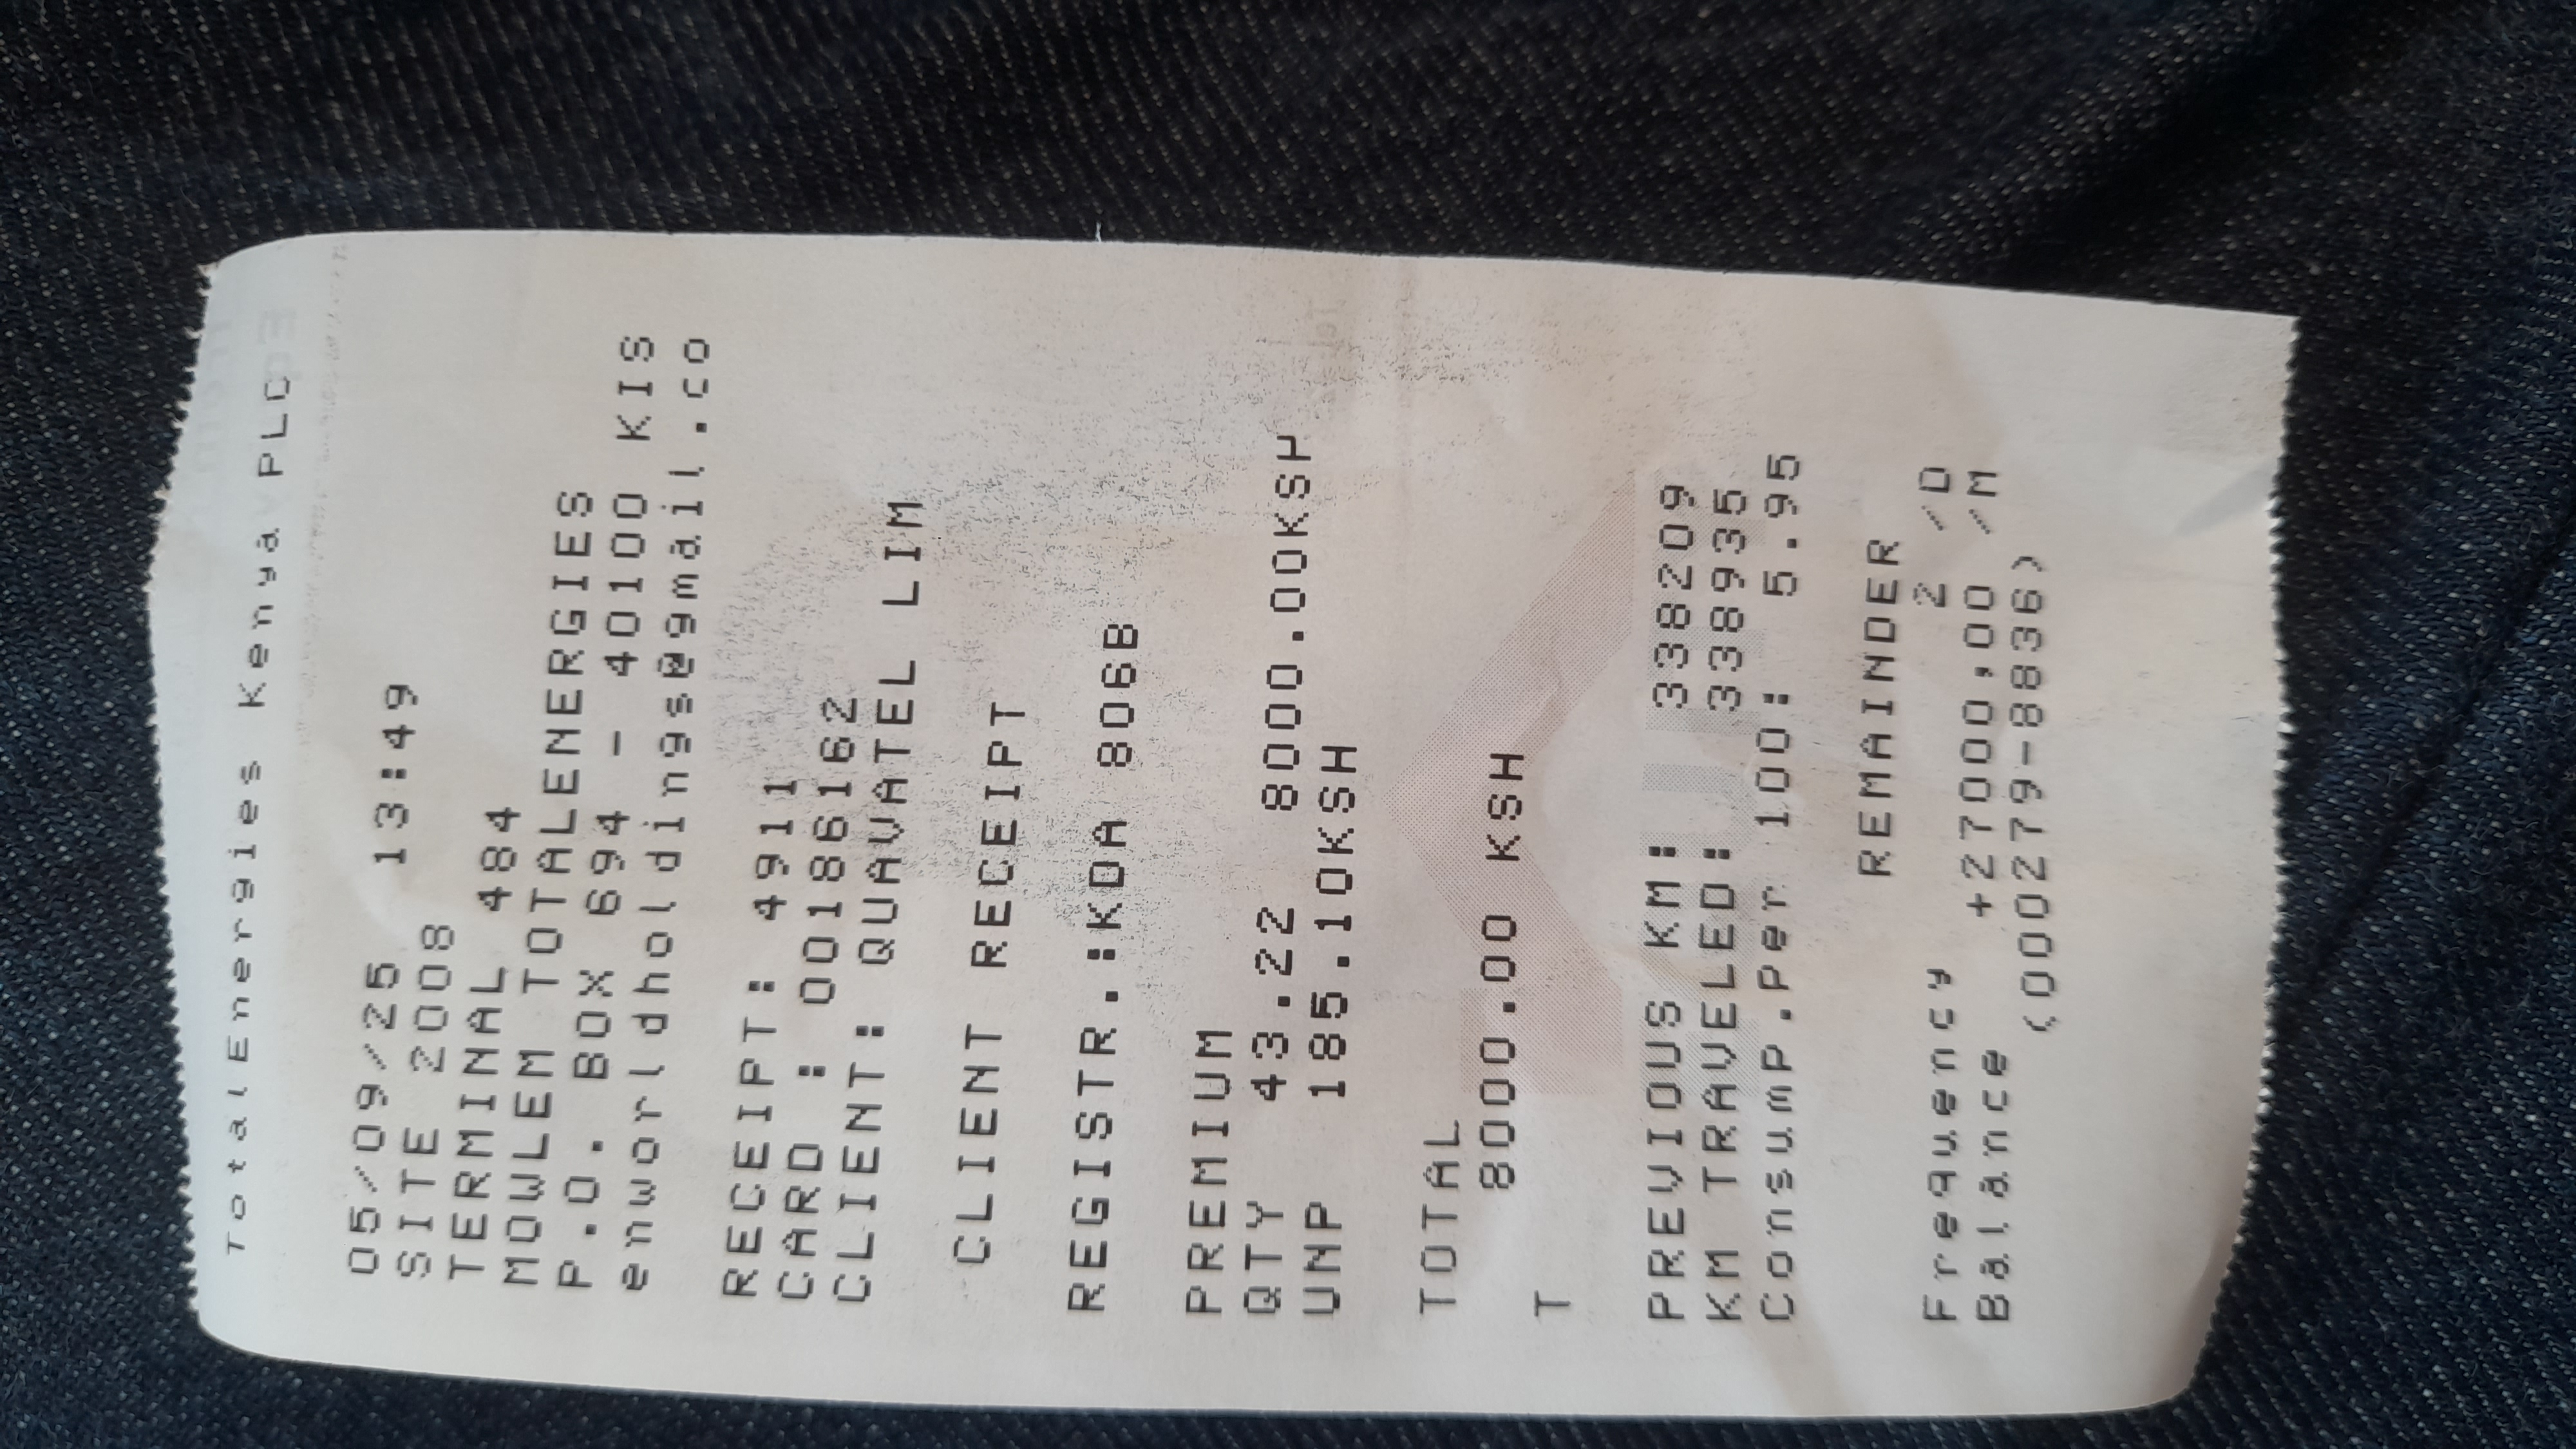 TotalEnergies Kenya PLC
05/09/25 13:49
SITE 2008
TERMINAL 484
MOWLEM TOTALENERGIES
P.O. BOX 694 - 40100 KIS
enworldholdings@gmail.co
RECEIPT: 4911
CARD : 00186162
CLIENT: QUAVATEL LIM
CLIENT RECEIPT
REGISTR.:KDA 806B
PREMIUM
QTY 43.22 8000.00KSH
UNP 185.10KSH
TOTAL
8000.00 KSH
T
PREVIOUS KM: 338209
KM TRAVELED: 338935
Consump.Per 100: 5.95
REMAINDER
Frequency 2 /D
Balance +27000,00 /M
(000279-8836)